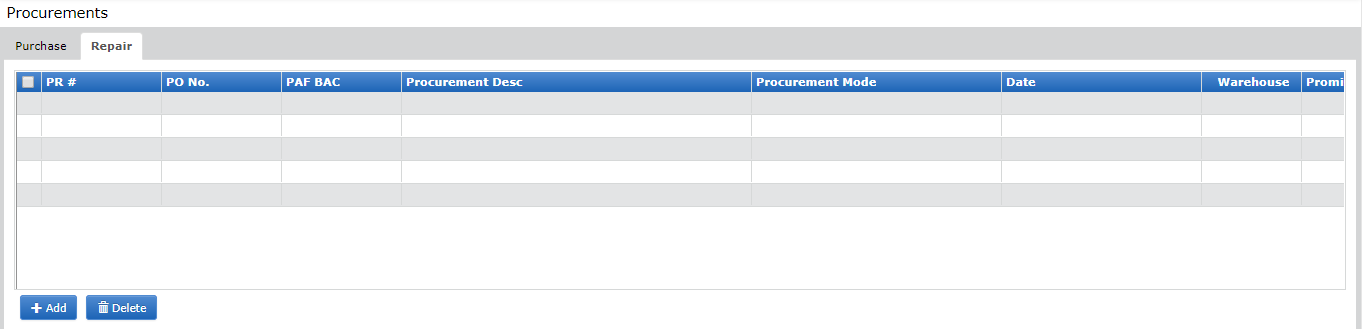 Procurements
Purchase Repair
PR # PO No. PAF BAC Procurement Desc Procurement Mode Date Warehouse Promi
Add Delete